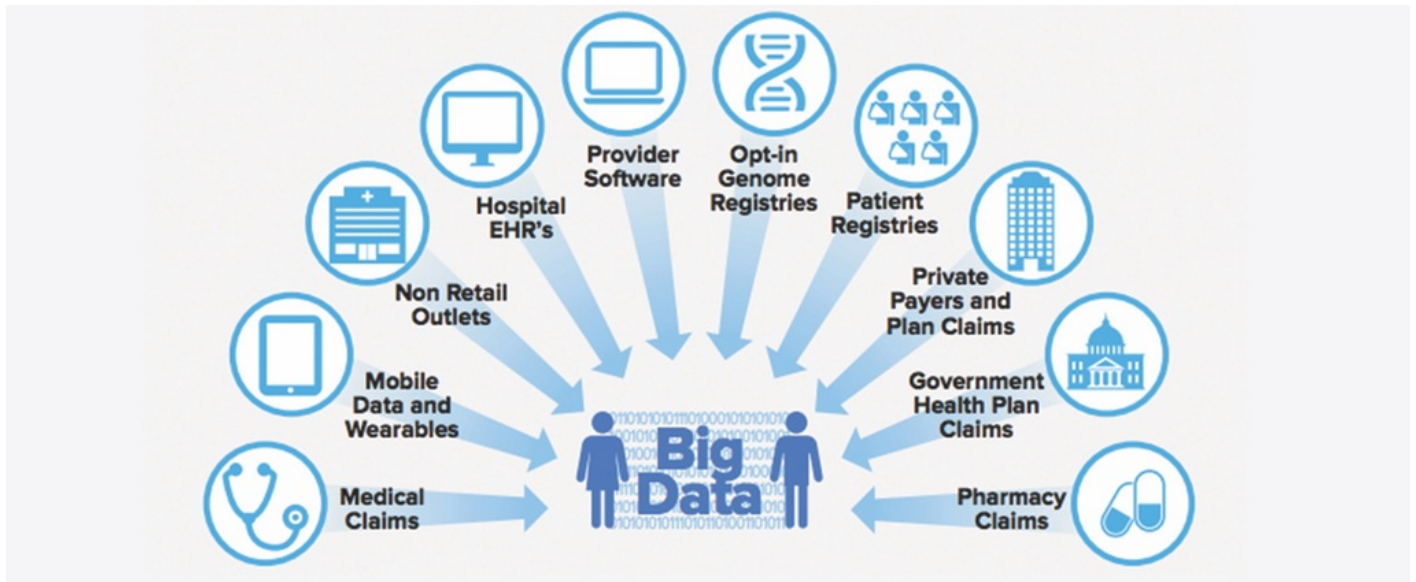 Provider
Software
Opt-in
Genome
Registries
Hospital
EHR's
Patient
Registries
Non Retail
Outlets
Private
Payers and
Plan Claims
Mobile
Data and
Wearables
Government
Health Plan
Claims
Medical
Claims
Big
Data
Pharmacy
Claims